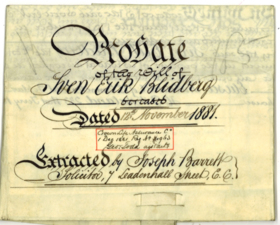 Probate
of the Will of
Sven Erik Blidberg
deceased
Dated 12th November 1881.
Extracted by Joseph Barrett
Solicitor, 7 Leadenhall Street, E.C.